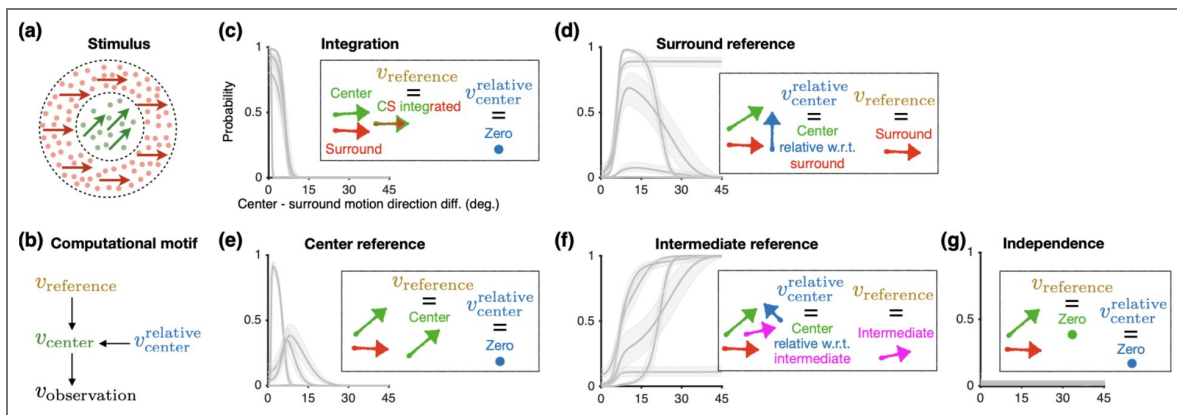 (a)
Stimulus
(b) Computational motif
v_reference
v_center
v_center^relative
v_observation
(c) Integration
Probability
1
0.5
0
0 15 30 45
Center - surround motion direction diff. (deg.)
v_reference
=
Center
CS integrated
Surround
v_center^relative
=
Zero
(d) Surround reference
1
0.5
0
0 15 30 45
v_center^relative
=
Center
relative w.r.t.
surround
v_reference
=
Surround
(e) Center reference
1
0.5
0
0 15 30 45
v_reference
=
Center
v_center^relative
=
Zero
(f) Intermediate reference
1
0.5
0
0 15 30 45
v_center^relative
=
Center
relative w.r.t.
intermediate
v_reference
=
Intermediate
(g) Independence
1
0.5
0
0 15 30 45
v_reference
=
Zero
v_center^relative
=
Zero